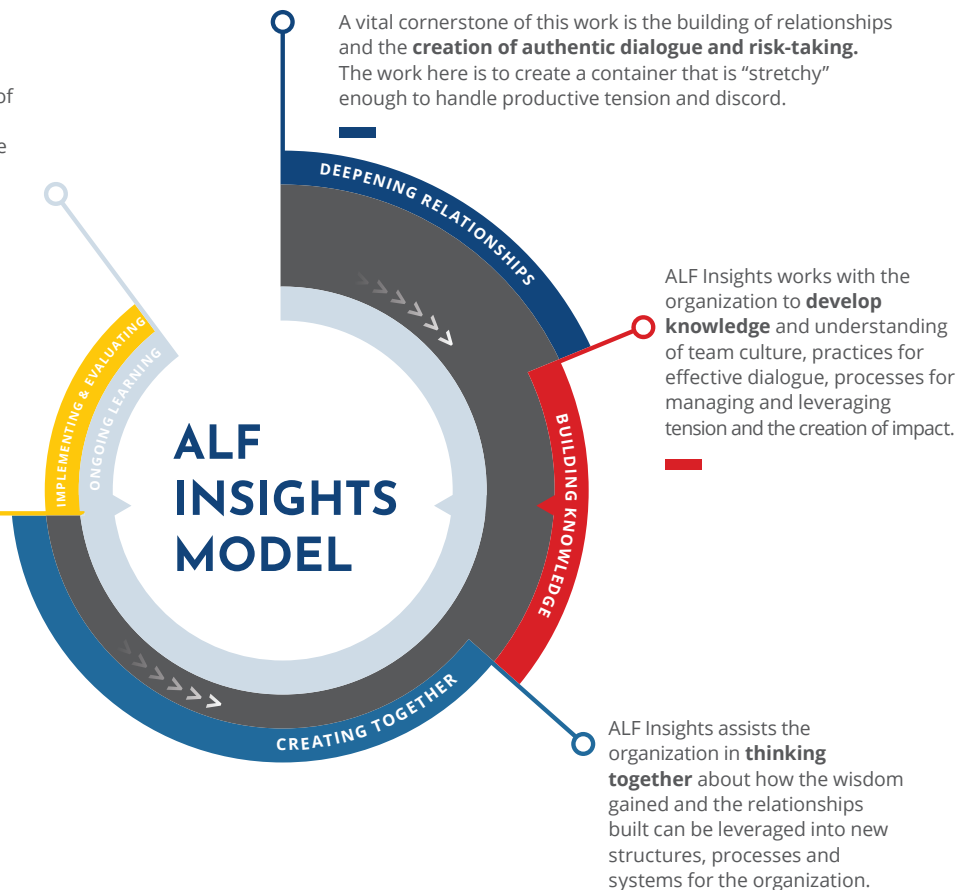 A vital cornerstone of this work is the building of relationships
and the creation of authentic dialogue and risk-taking.
The work here is to create a container that is “stretchy”
enough to handle productive tension and discord.
of
e
DEEPENING RELATIONSHIPS
ALF Insights works with the
organization to develop
knowledge and understanding
of team culture, practices for
effective dialogue, processes for
managing and leveraging
tension and the creation of impact.
BUILDING KNOWLEDGE
IMPLEMENTING & EVALUATING
ONGOING LEARNING
ALF
INSIGHTS
MODEL
CREATING TOGETHER
ALF Insights assists the
organization in thinking
together about how the wisdom
gained and the relationships
built can be leveraged into new
structures, processes and
systems for the organization.